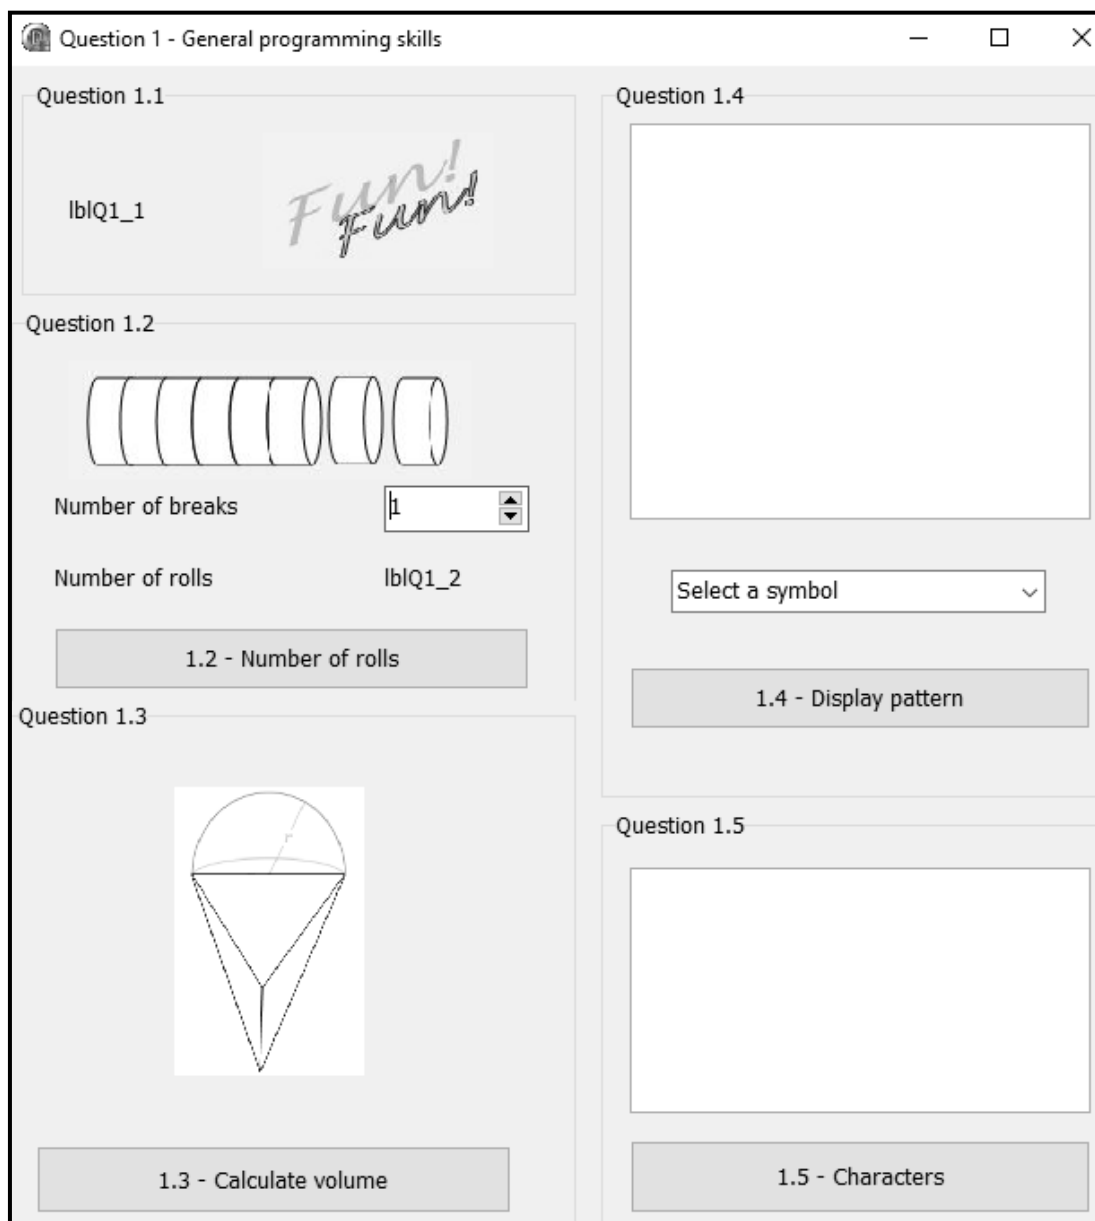 Question 1 - General programming skills
Question 1.1
lblQ1_1
Fun!
Fun!
Question 1.2
Number of breaks
1
Number of rolls
lblQ1_2
1.2 - Number of rolls
Question 1.3
r
1.3 - Calculate volume
Question 1.4
Select a symbol
1.4 - Display pattern
Question 1.5
1.5 - Characters